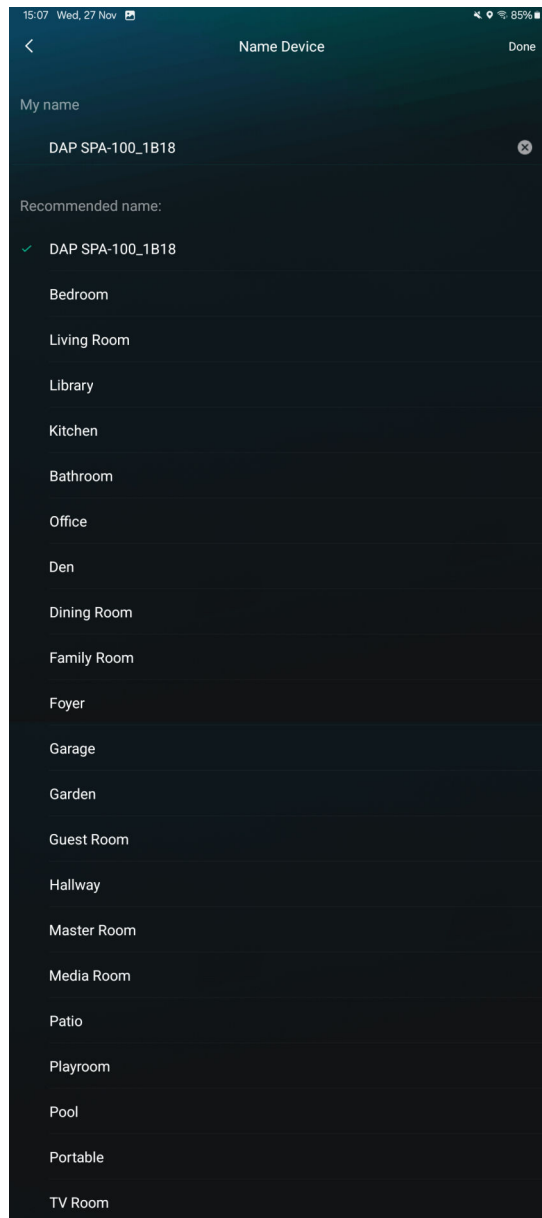 15:07 Wed, 27 Nov 85%
Name Device Done
My name
DAP SPA-100_1B18
Recommended name:
DAP SPA-100_1B18
Bedroom
Living Room
Library
Kitchen
Bathroom
Office
Den
Dining Room
Family Room
Foyer
Garage
Garden
Guest Room
Hallway
Master Room
Media Room
Patio
Playroom
Pool
Portable
TV Room